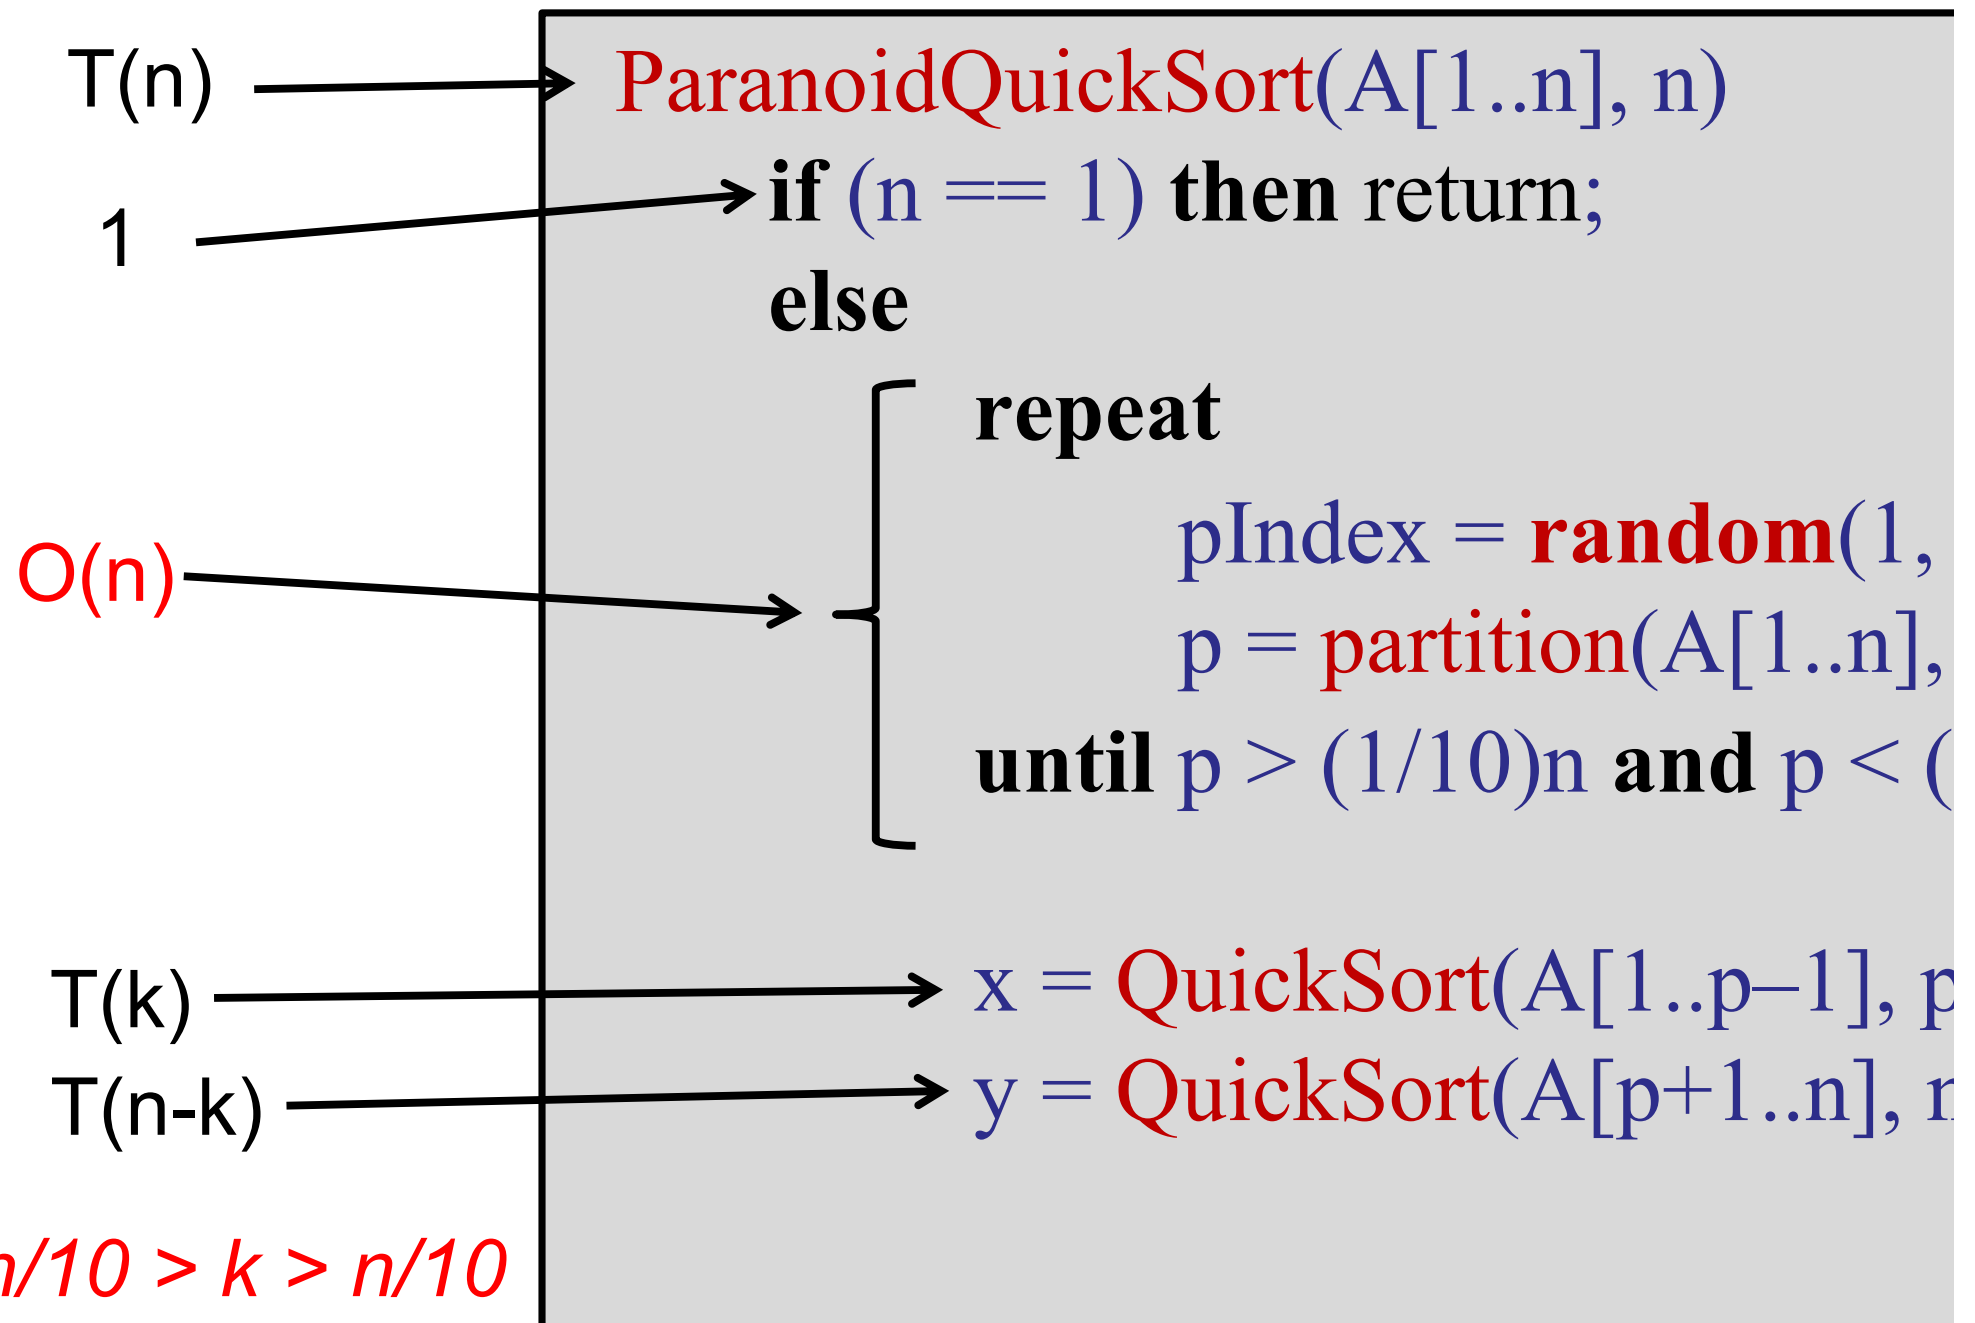 T(n)
ParanoidQuickSort(A[1..n], n)
1
if (n == 1) then return;
else
repeat
O(n)
pIndex = random(1,
p = partition(A[1..n],
until p > (1/10)n and p < (
T(k)
x = QuickSort(A[1..p–1], p
T(n-k)
y = QuickSort(A[p+1..n], n
n/10 > k > n/10